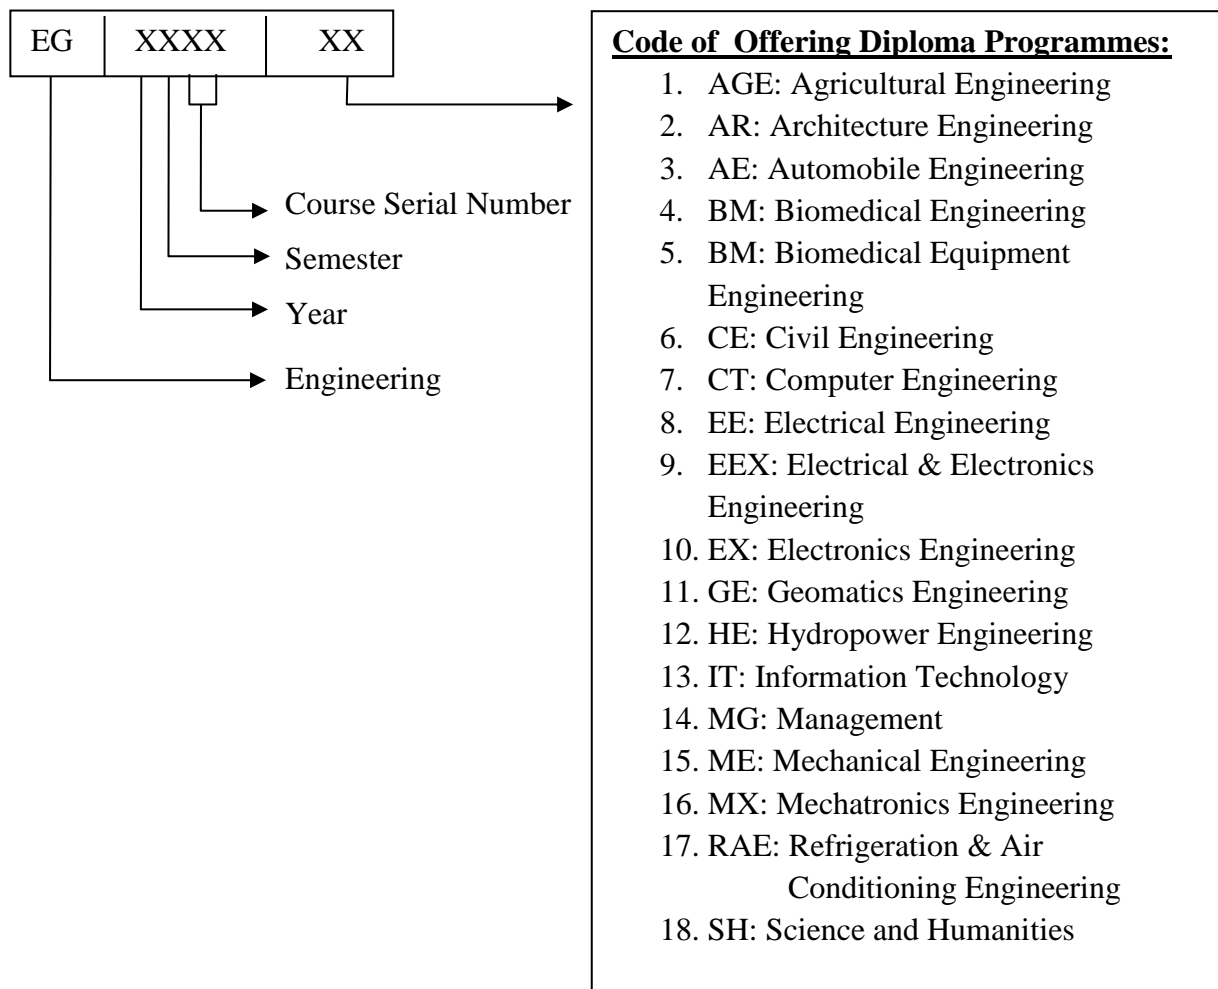 EG XXXX XX
Course Serial Number
Semester
Year
Engineering
Code of Offering Diploma Programmes:
1. AGE: Agricultural Engineering
2. AR: Architecture Engineering
3. AE: Automobile Engineering
4. BM: Biomedical Engineering
5. BM: Biomedical Equipment
Engineering
6. CE: Civil Engineering
7. CT: Computer Engineering
8. EE: Electrical Engineering
9. EEX: Electrical & Electronics
Engineering
10. EX: Electronics Engineering
11. GE: Geomatics Engineering
12. HE: Hydropower Engineering
13. IT: Information Technology
14. MG: Management
15. ME: Mechanical Engineering
16. MX: Mechatronics Engineering
17. RAE: Refrigeration & Air
Conditioning Engineering
18. SH: Science and Humanities